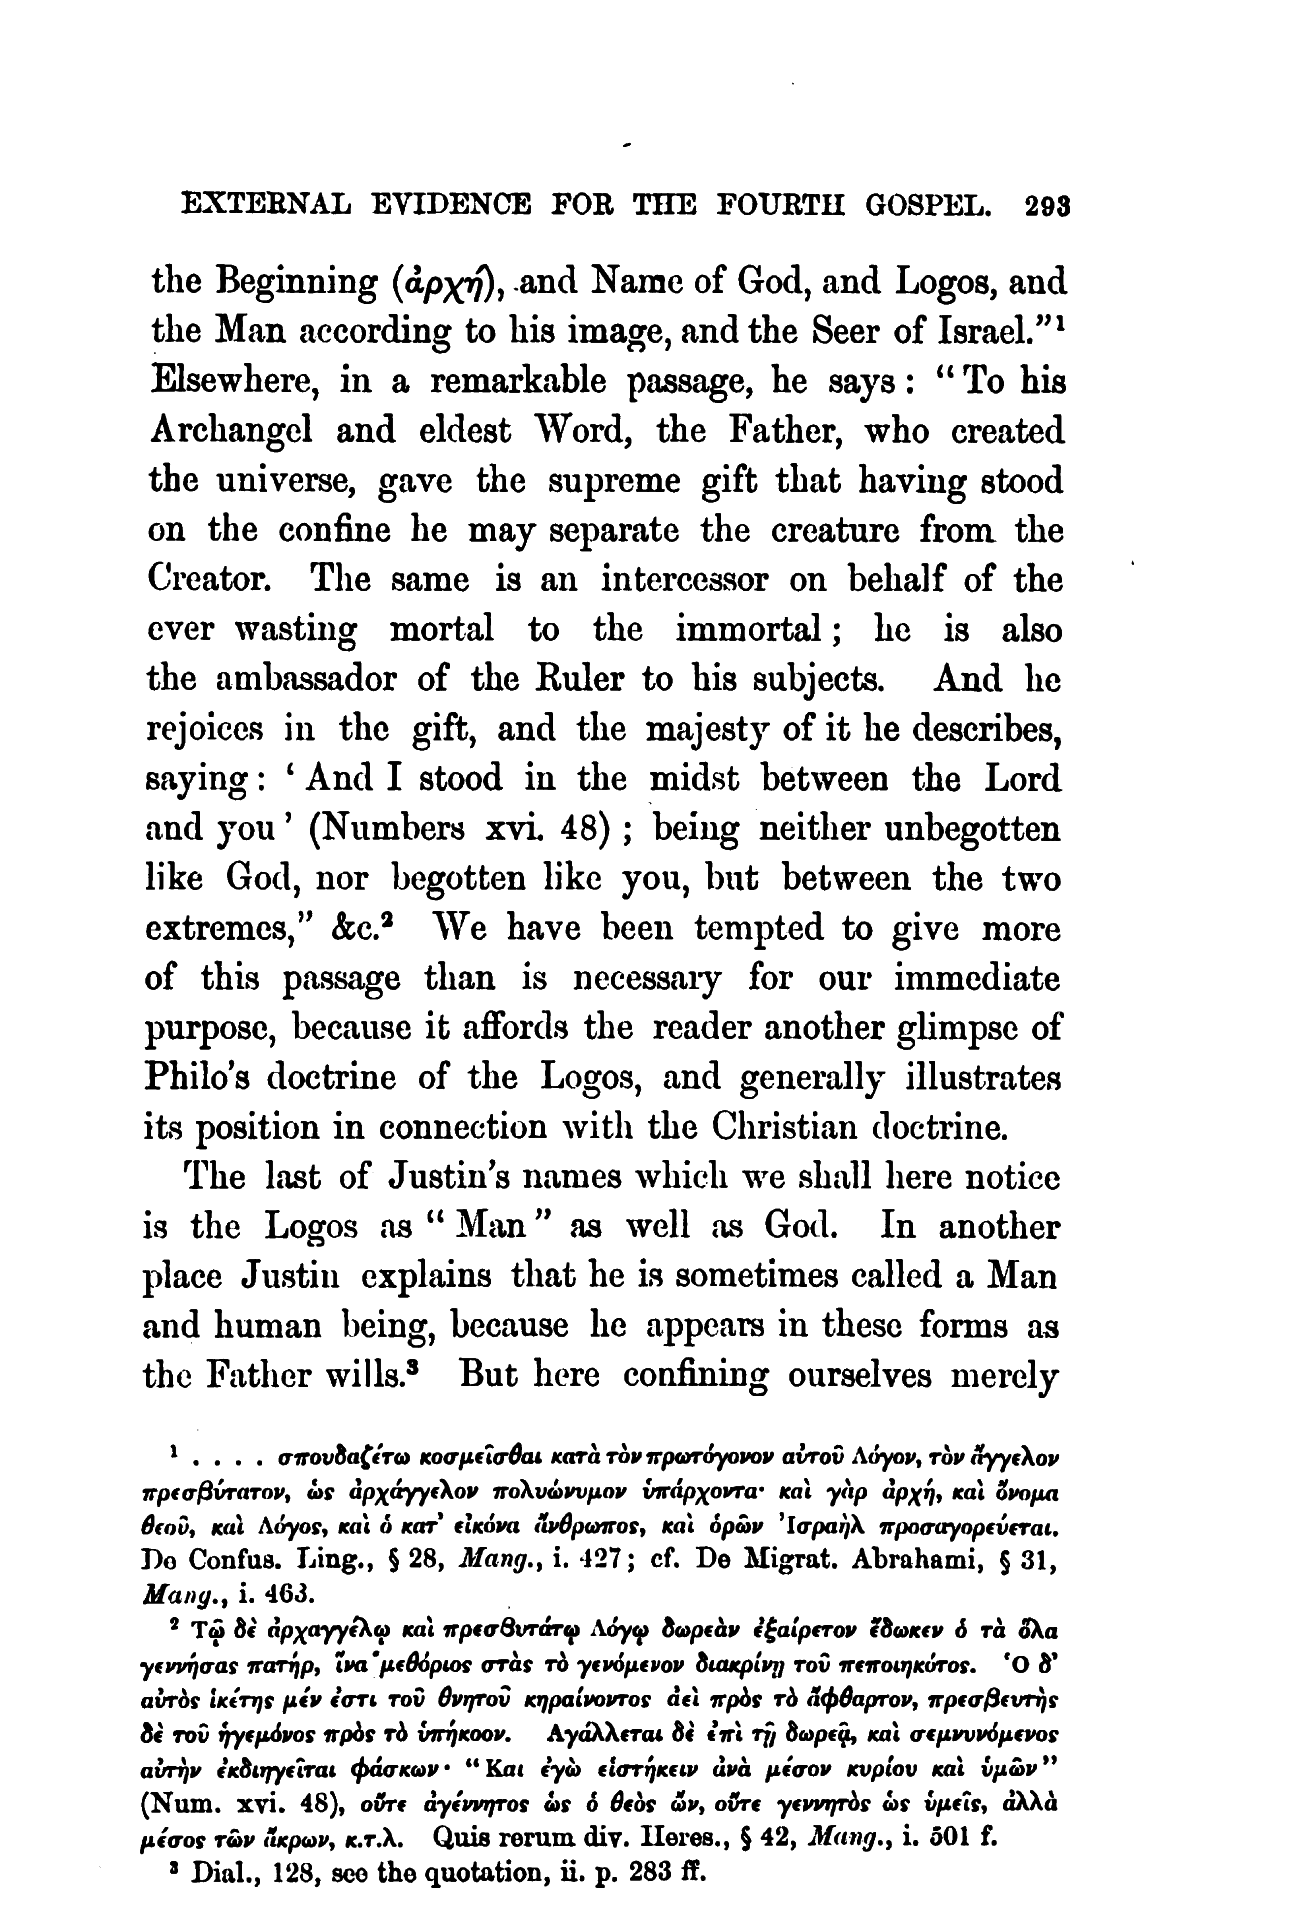 EXTERNAL EVIDENCE FOR THE FOURTH GOSPEL. 293
the Beginning (ἀρχή), and Name of God, and Logos, and
the Man according to his image, and the Seer of Israel."¹
Elsewhere, in a remarkable passage, he says: "To his
Archangel and eldest Word, the Father, who created
the universe, gave the supreme gift that having stood
on the confine he may separate the creature from the
Creator. The same is an intercessor on behalf of the
ever wasting mortal to the immortal; he is also
the ambassador of the Ruler to his subjects. And he
rejoices in the gift, and the majesty of it he describes,
saying: 'And I stood in the midst between the Lord
and you' (Numbers xvi. 48); being neither unbegotten
like God, nor begotten like you, but between the two
extremes," &c.² We have been tempted to give more
of this passage than is necessary for our immediate
purpose, because it affords the reader another glimpse of
Philo's doctrine of the Logos, and generally illustrates
its position in connection with the Christian doctrine.
The last of Justin's names which we shall here notice
is the Logos as "Man" as well as God. In another
place Justin explains that he is sometimes called a Man
and human being, because he appears in these forms as
the Father wills.³ But here confining ourselves merely
¹ . . . . σπουδαζέτω κοσμεῖσθαι κατὰ τὸν πρωτόγονον αὐτοῦ Λόγον, τὸν ἄγγελον
πρεσβύτατον, ὡς ἀρχάγγελον πολυώνυμον ὑπάρχοντα· καὶ γὰρ ἀρχή, καὶ ὄνομα
θεοῦ, καὶ Λόγος, καὶ ὁ κατ' εἰκόνα ἄνθρωπος, καὶ ὁρῶν Ἰσραὴλ προσαγορεύεται.
De Confus. Ling., § 28, Mang., i. 427; cf. De Migrat. Abrahami, § 31,
Mang., i. 463.
² Τῷ δὲ ἀρχαγγέλῳ καὶ πρεσβυτάτῳ Λόγῳ δωρεὰν ἐξαίρετον ἔδωκεν ὁ τὰ ὅλα
γεννήσας πατήρ, ἵνα μεθόριος στὰς τὸ γενόμενον διακρίνῃ τοῦ πεποιηκότος. Ὁ δ'
αὐτὸς ἱκέτης μέν ἐστι τοῦ θνητοῦ κηραίνοντος ἀεὶ πρὸς τὸ ἄφθαρτον, πρεσβευτὴς
δὲ τοῦ ἡγεμόνος πρὸς τὸ ὑπήκοον. Αγάλλεται δὲ ἐπὶ τῇ δωρεᾷ, καὶ σεμνυνόμενος
αὐτὴν ἐκδιηγεῖται φάσκων· "Και ἐγὼ εἱστήκειν ἀνὰ μέσον κυρίου καὶ ὑμῶν"
(Num. xvi. 48), οὔτε ἀγέννητος ὡς ὁ θεὸς ὤν, οὔτε γεννητὸς ὡς ὑμεῖς, ἀλλὰ
μέσος τῶν ἄκρων, κ.τ.λ. Quis rerum div. Heres., § 42, Mang., i. 501 f.
³ Dial., 128, see the quotation, ii. p. 283 ff.